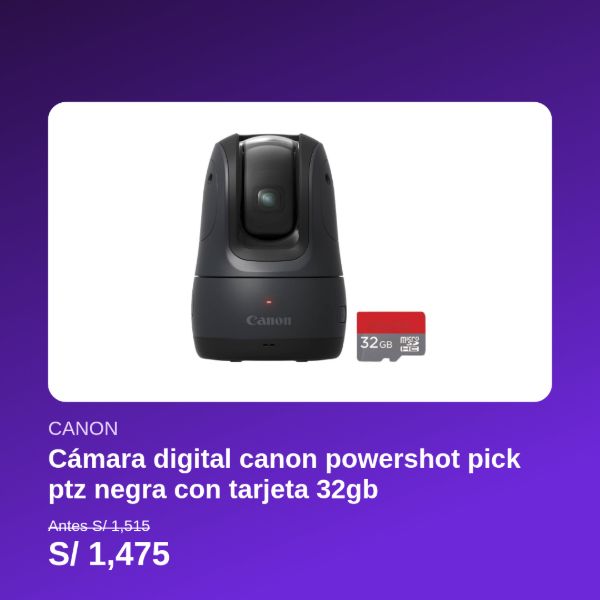 Canon
32GB
micro
HC
CANON
Cámara digital canon powershot pick
ptz negra con tarjeta 32gb
Antes S/ 1,515
S/ 1,475